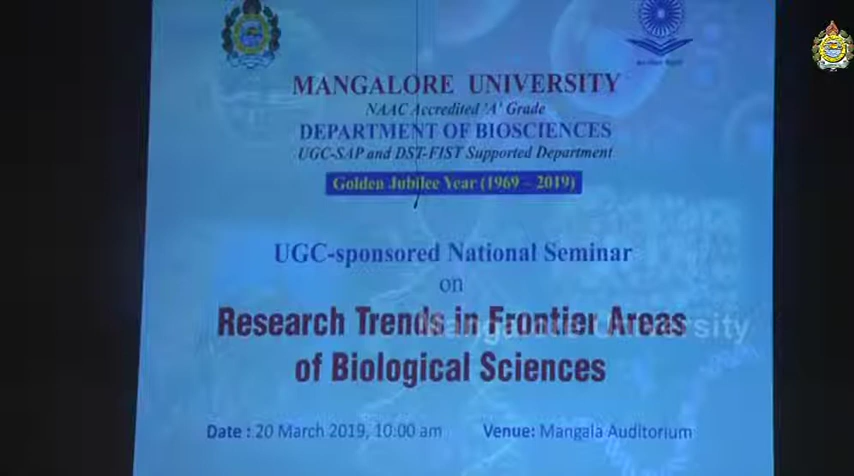 MANGALORE UNIVERSITY
NAAC Accredited 'A' Grade
DEPARTMENT OF BIOSCIENCES
UGC-SAP and DST-FIST Supported Department
Golden Jubilee Year (1969 - 2019)
UGC-sponsored National Seminar
on
Research Trends in Frontier Areas
Mangalore University
of Biological Sciences
Date : 20 March 2019, 10:00 am Venue: Mangala Auditorium